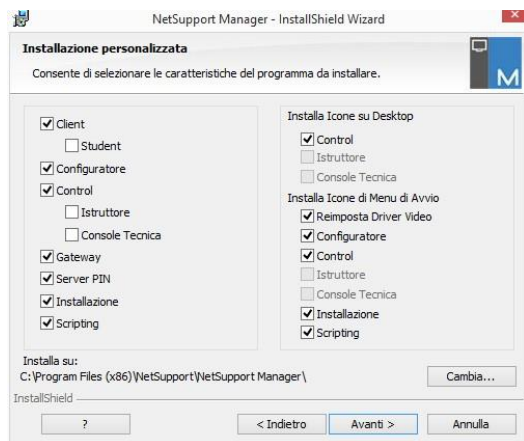 NetSupport Manager - InstallShield Wizard
Installazione personalizzata
Consente di selezionare le caratteristiche del programma da installare.
M
Client
Student
Configuratore
Control
Istruttore
Console Tecnica
Gateway
Server PIN
Installazione
Scripting
Installa Icone su Desktop
Control
Istruttore
Console Tecnica
Installa Icone di Menu di Avvio
Reimposta Driver Video
Configuratore
Control
Istruttore
Console Tecnica
Installazione
Scripting
Installa su:
C:\Program Files (x86)\NetSupport\NetSupport Manager\
Cambia...
InstallShield
?
< Indietro
Avanti >
Annulla